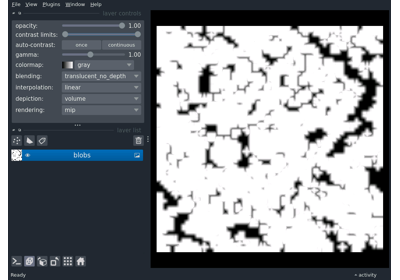 File View Plugins Window Help
layer controls
opacity: 1.00
contrast limits:
auto-contrast: once continuous
gamma: 1.00
colormap: gray
blending: translucent_no_depth
interpolation: linear
depiction: volume
rendering: mip
layer list
blobs
Ready activity